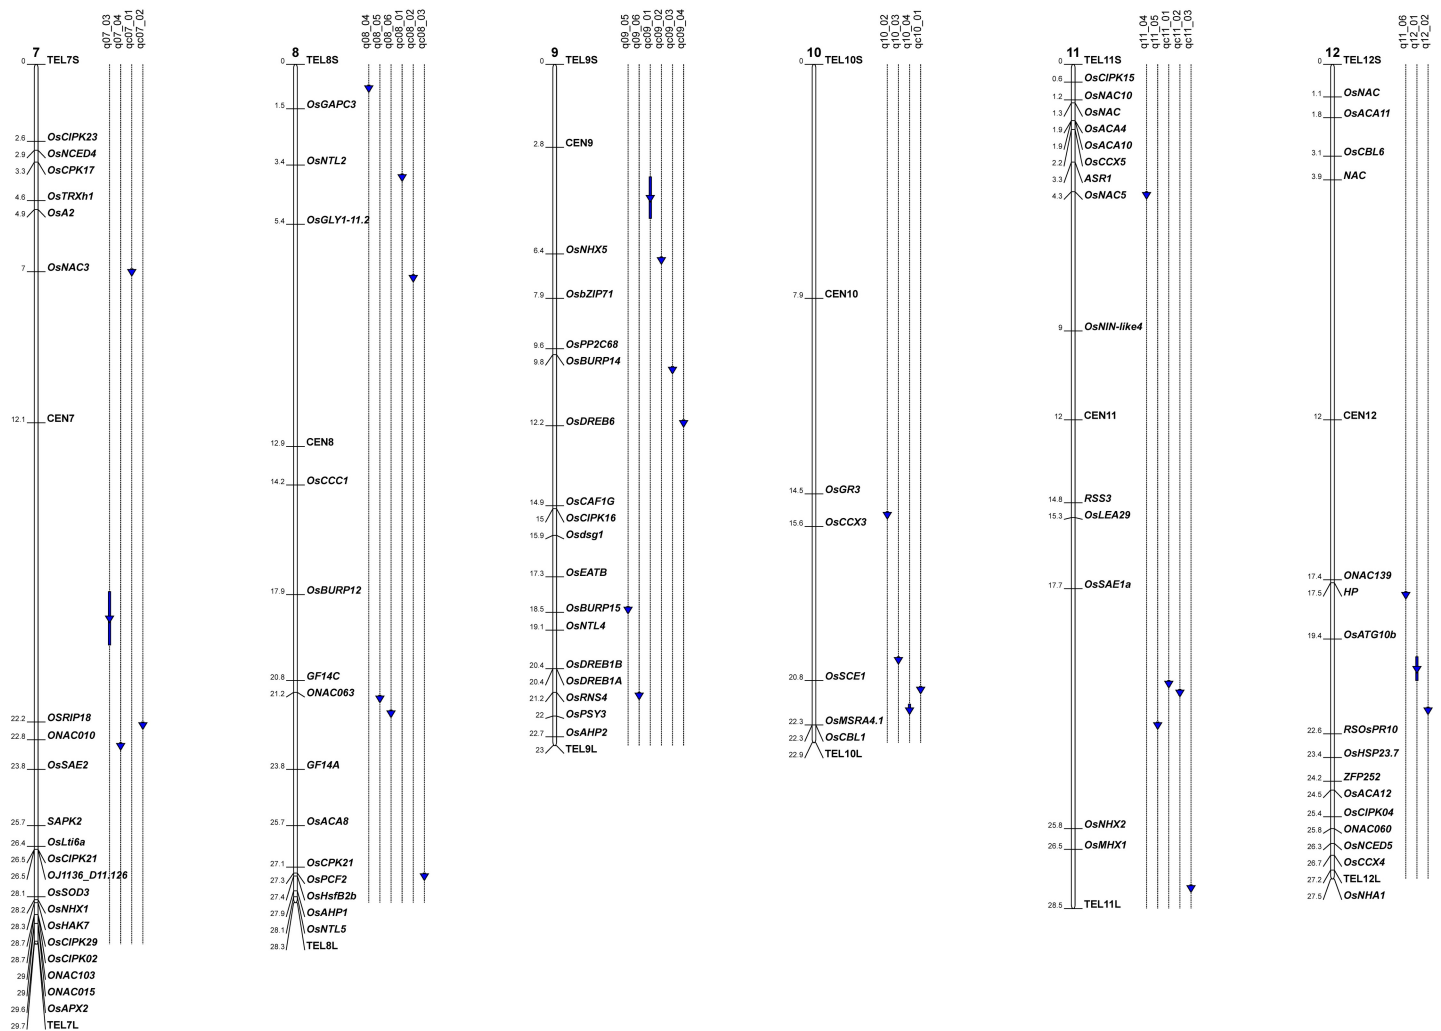 q07_03
q07_04
qc07_01
qc07_02
7
0 TEL7S
2.6 OsCIPK23
2.9 OsNCED4
3.3 OsCPK17
4.6 OsTRXh1
4.9 OsA2
7 OsNAC3
12.1 CEN7
22.2 OSRIP18
22.8 ONAC010
23.8 OsSAE2
25.7 SAPK2
26.4 OsLti6a
26.5 OsCIPK21
26.5 OJ1136_D11.126
28.1 OsSOD3
28.2 OsNHX1
28.3 OsHAK7
28.7 OsCIPK29
28.7 OsCIPK02
29 ONAC103
29 ONAC015
29.6 OsAPX2
29.7 TEL7L
q08_04
q08_05
q08_06
qc08_01
qc08_02
qc08_03
8
0 TEL8S
1.5 OsGAPC3
3.4 OsNTL2
5.4 OsGLY1-11.2
12.9 CEN8
14.2 OsCCC1
17.9 OsBURP12
20.8 GF14C
21.2 ONAC063
23.8 GF14A
25.7 OsACA8
27.1 OsCPK21
27.3 OsPCF2
27.4 OsHsfB2b
27.9 OsAHP1
28.1 OsNTL5
28.3 TEL8L
q09_05
q09_06
qc09_01
qc09_02
qc09_03
qc09_04
9
0 TEL9S
2.8 CEN9
6.4 OsNHX5
7.9 OsbZIP71
9.6 OsPP2C68
9.8 OsBURP14
12.2 OsDREB6
14.9 OsCAF1G
15 OsCIPK16
15.9 Osdsg1
17.3 OsEATB
18.5 OsBURP15
19.1 OsNTL4
20.4 OsDREB1B
20.4 OsDREB1A
21.2 OsRNS4
22 OsPSY3
22.7 OsAHP2
23 TEL9L
q10_02
q10_03
q10_04
qc10_01
10
0 TEL10S
7.9 CEN10
14.5 OsGR3
15.6 OsCCX3
20.8 OsSCE1
22.3 OsMSRA4.1
22.3 OsCBL1
22.9 TEL10L
q11_04
q11_05
qc11_01
qc11_02
qc11_03
11
0 TEL11S
0.6 OsCIPK15
1.2 OsNAC10
1.3 OsNAC
1.9 OsACA4
1.9 OsACA10
2.2 OsCCX5
3.3 ASR1
4.3 OsNAC5
9 OsNIN-like4
12 CEN11
14.8 RSS3
15.3 OsLEA29
17.7 OsSAE1a
25.8 OsNHX2
26.5 OsMHX1
28.5 TEL11L
q11_06
q12_01
q12_02
12
0 TEL12S
1.1 OsNAC
1.8 OsACA11
3.1 OsCBL6
3.9 NAC
12 CEN12
17.4 ONAC139
17.5 HP
19.4 OsATG10b
22.6 RSOsPR10
23.4 OsHSP23.7
24.2 ZFP252
24.5 OsACA12
25.4 OsCIPK04
25.8 ONAC060
26.3 OsNCED5
26.7 OsCCX4
27.2 TEL12L
27.5 OsNHA1